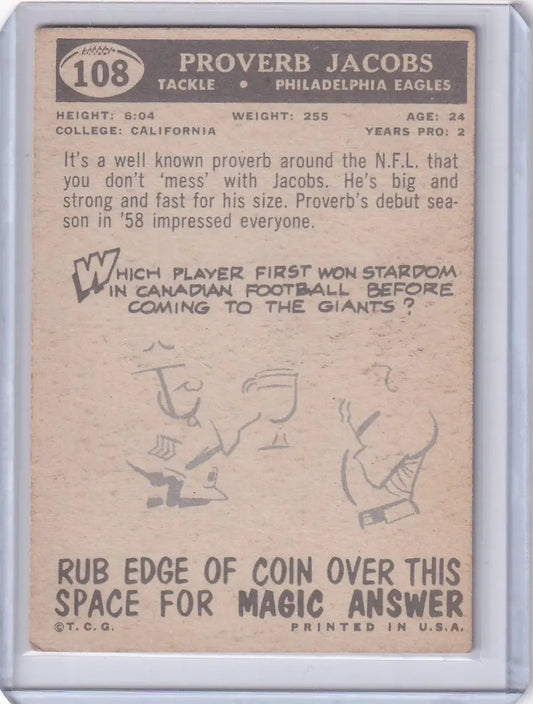 108
PROVERB JACOBS
TACKLE • PHILADELPHIA EAGLES
HEIGHT: 6:04 WEIGHT: 255 AGE: 24
COLLEGE: CALIFORNIA YEARS PRO: 2
It's a well known proverb around the N.F.L. that
you don't 'mess' with Jacobs. He's big and
strong and fast for his size. Proverb's debut sea-
son in '58 impressed everyone.
WHICH PLAYER FIRST WON STARDOM
IN CANADIAN FOOTBALL BEFORE
COMING TO THE GIANTS?
RUB EDGE OF COIN OVER THIS
SPACE FOR MAGIC ANSWER
©T.C.G. PRINTED IN U.S.A.